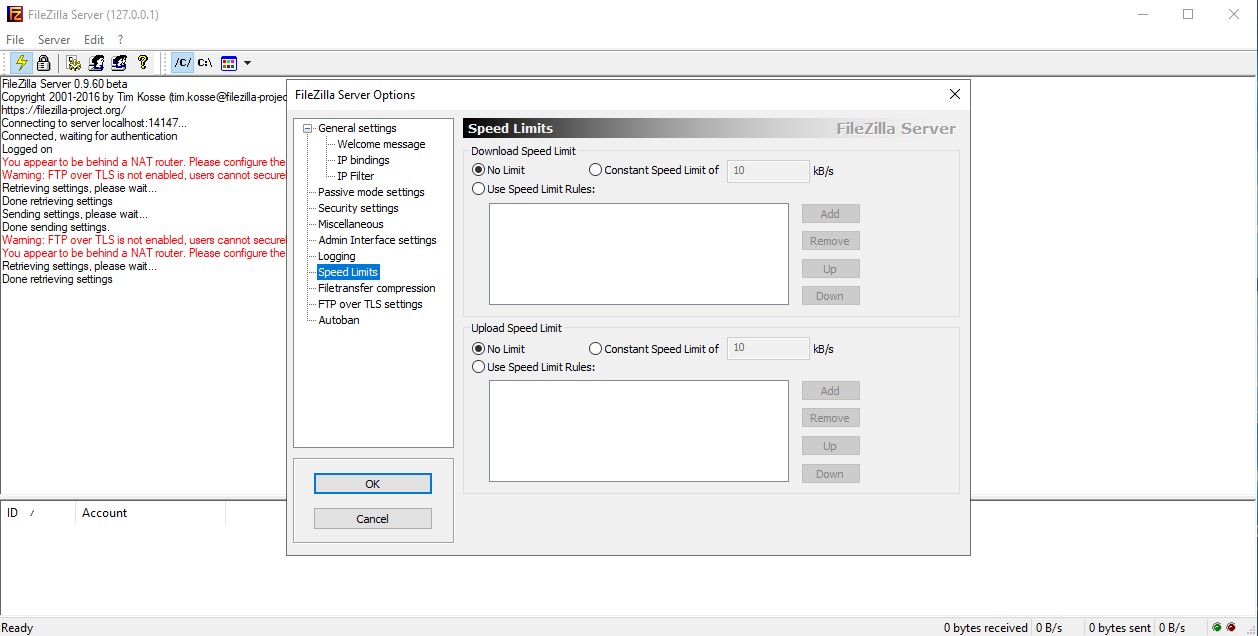 FileZilla Server (127.0.0.1)
File Server Edit ?
/C/ C:\
FileZilla Server 0.9.60 beta
Copyright 2001-2016 by Tim Kosse (tim.kosse@filezilla-projec
https://filezilla-project.org/
Connecting to server localhost:14147...
Connected, waiting for authentication
Logged on
You appear to be behind a NAT router. Please configure the
Warning: FTP over TLS is not enabled, users cannot securel
Retrieving settings, please wait...
Done retrieving settings
Sending settings, please wait...
Done sending settings.
Warning: FTP over TLS is not enabled, users cannot securel
You appear to be behind a NAT router. Please configure the
Retrieving settings, please wait...
Done retrieving settings
FileZilla Server Options
General settings
Welcome message
IP bindings
IP Filter
Passive mode settings
Security settings
Miscellaneous
Admin Interface settings
Logging
Speed Limits
Filetransfer compression
FTP over TLS settings
Autoban
OK
Cancel
Speed Limits FileZilla Server
Download Speed Limit
No Limit Constant Speed Limit of 10 kB/s
Use Speed Limit Rules:
Add
Remove
Up
Down
Upload Speed Limit
No Limit Constant Speed Limit of 10 kB/s
Use Speed Limit Rules:
Add
Remove
Up
Down
ID / Account
Ready 0 bytes received 0 B/s 0 bytes sent 0 B/s